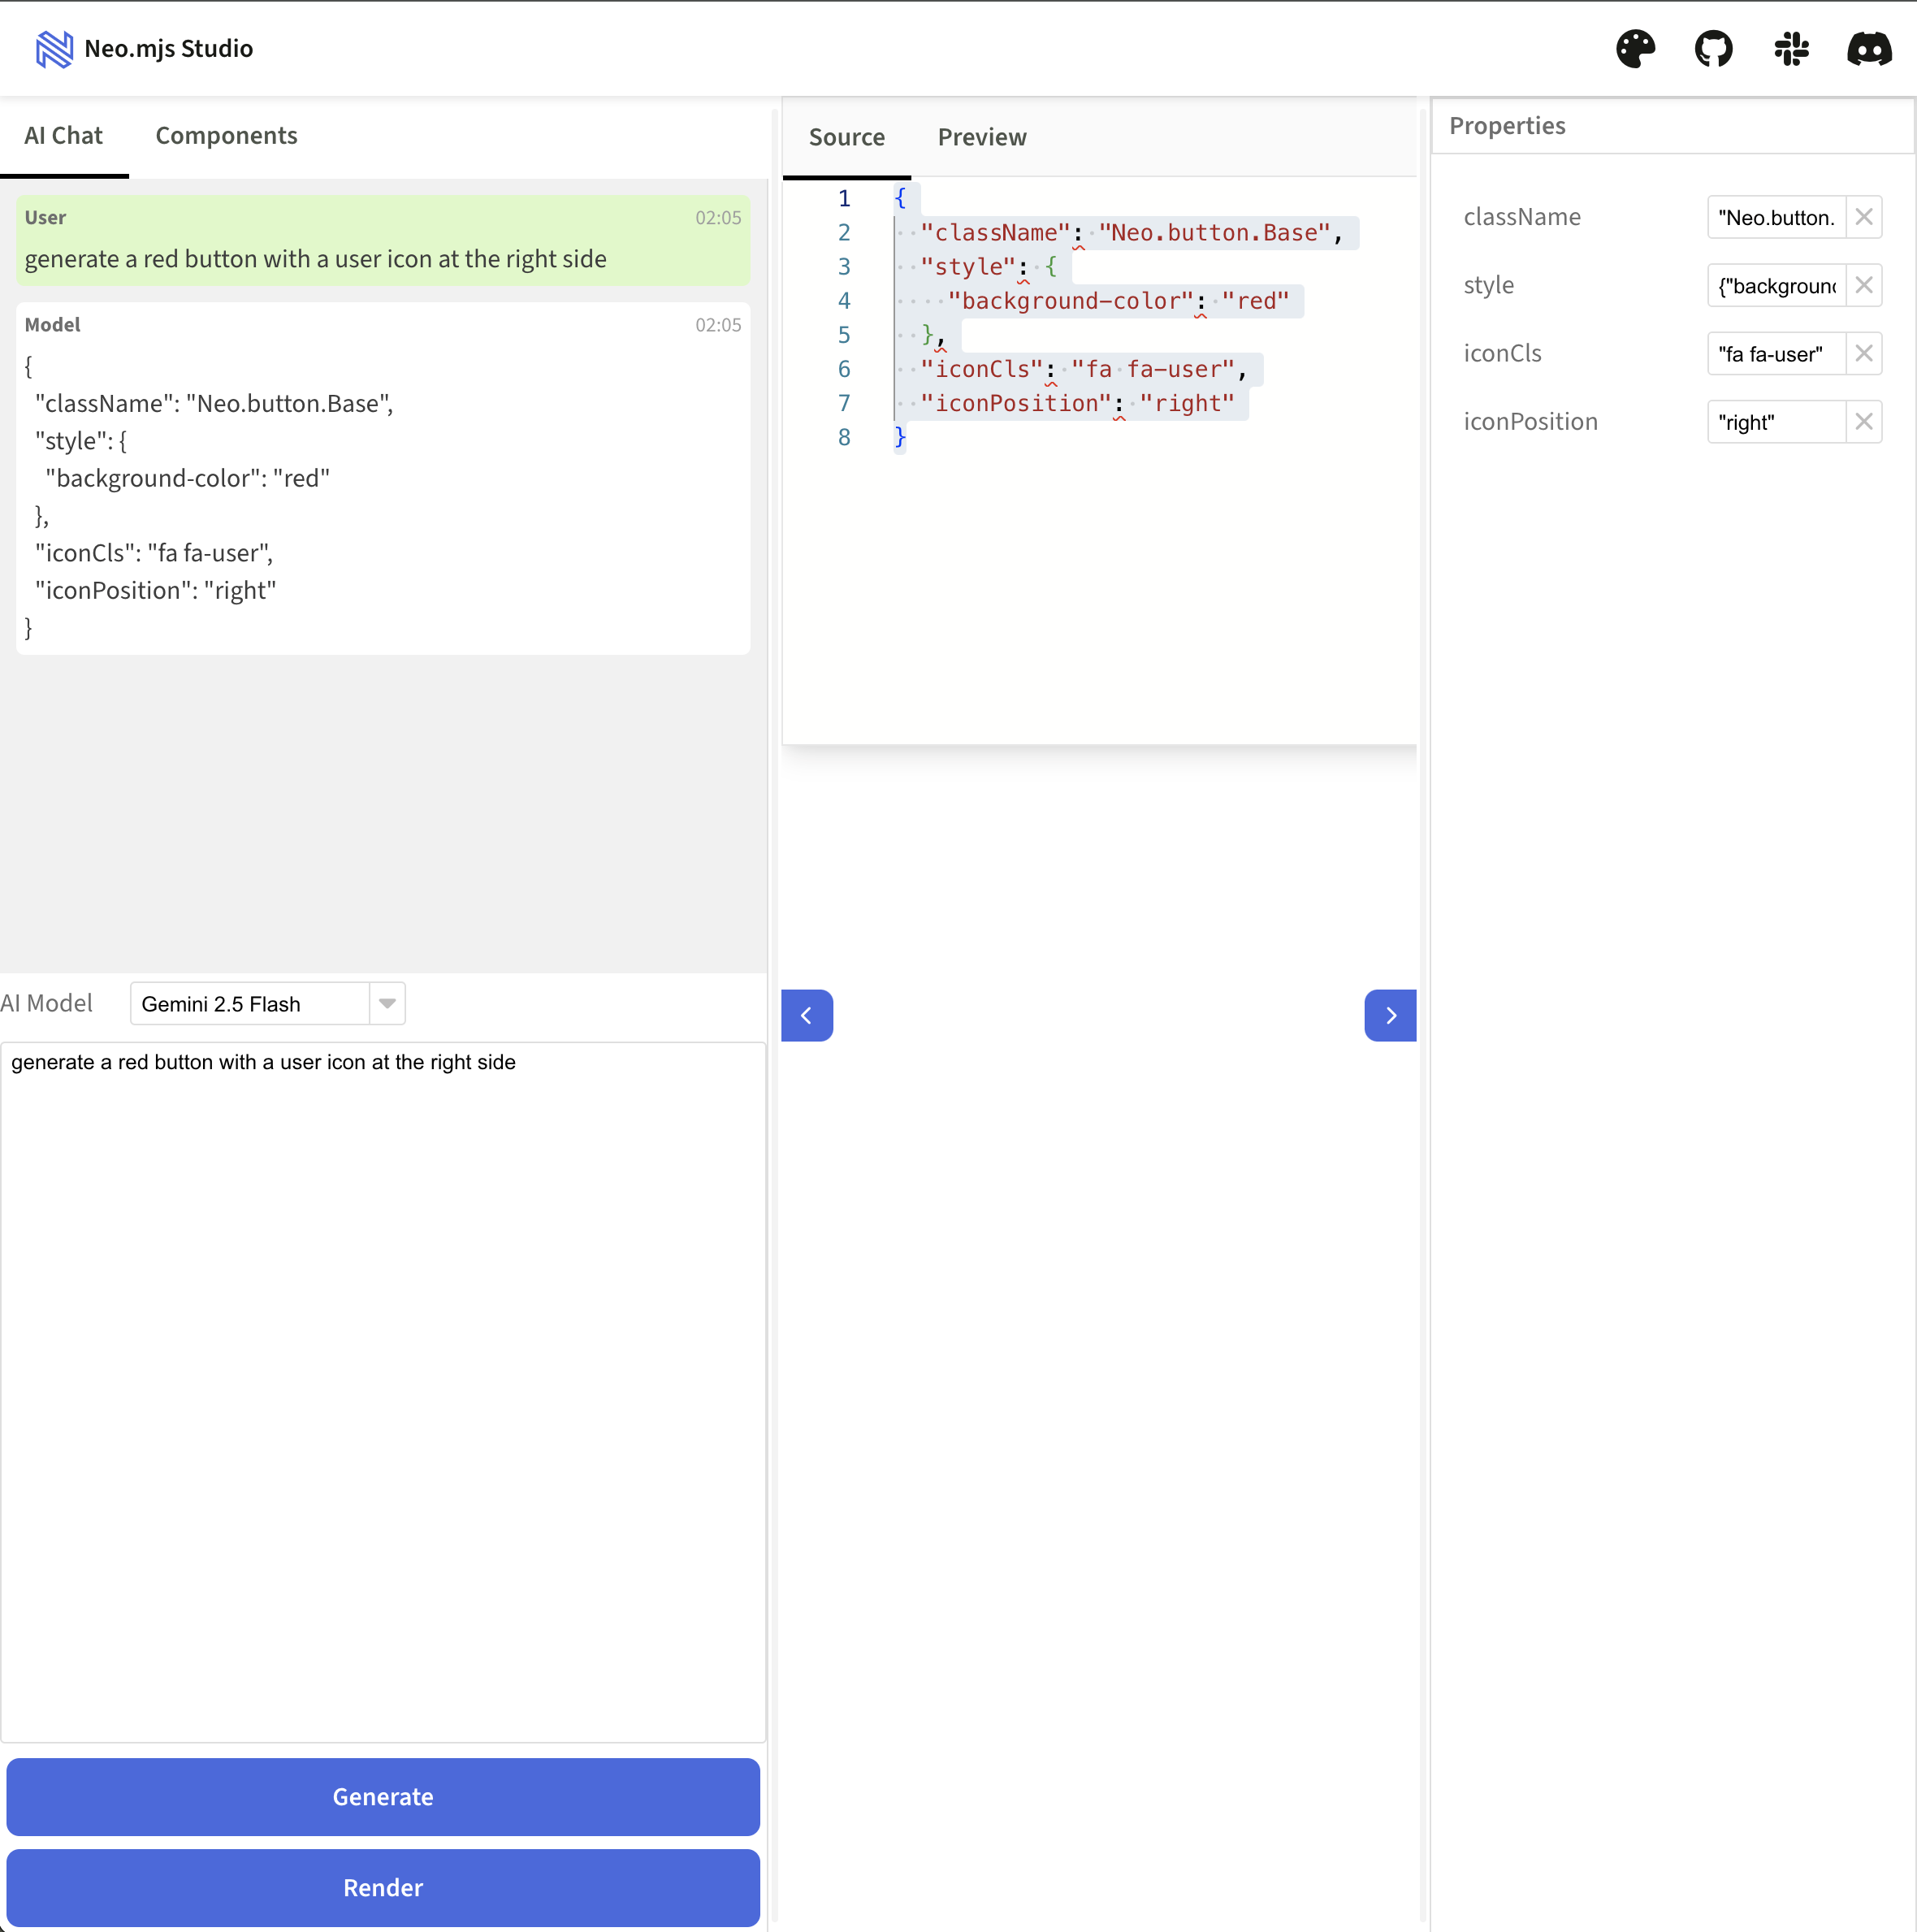 Neo.mjs Studio
AI Chat
Components
User
02:05
generate a red button with a user icon at the right side
Model
02:05
{
"className": "Neo.button.Base",
"style": {
"background-color": "red"
},
"iconCls": "fa fa-user",
"iconPosition": "right"
}
AI Model
Gemini 2.5 Flash
generate a red button with a user icon at the right side
Generate
Render
Source
Preview
1 {
2 "className": "Neo.button.Base",
3 "style": {
4 "background-color": "red"
5 },
6 "iconCls": "fa fa-user",
7 "iconPosition": "right"
8 }
Properties
className "Neo.button.
style {"background
iconCls "fa fa-user"
iconPosition "right"